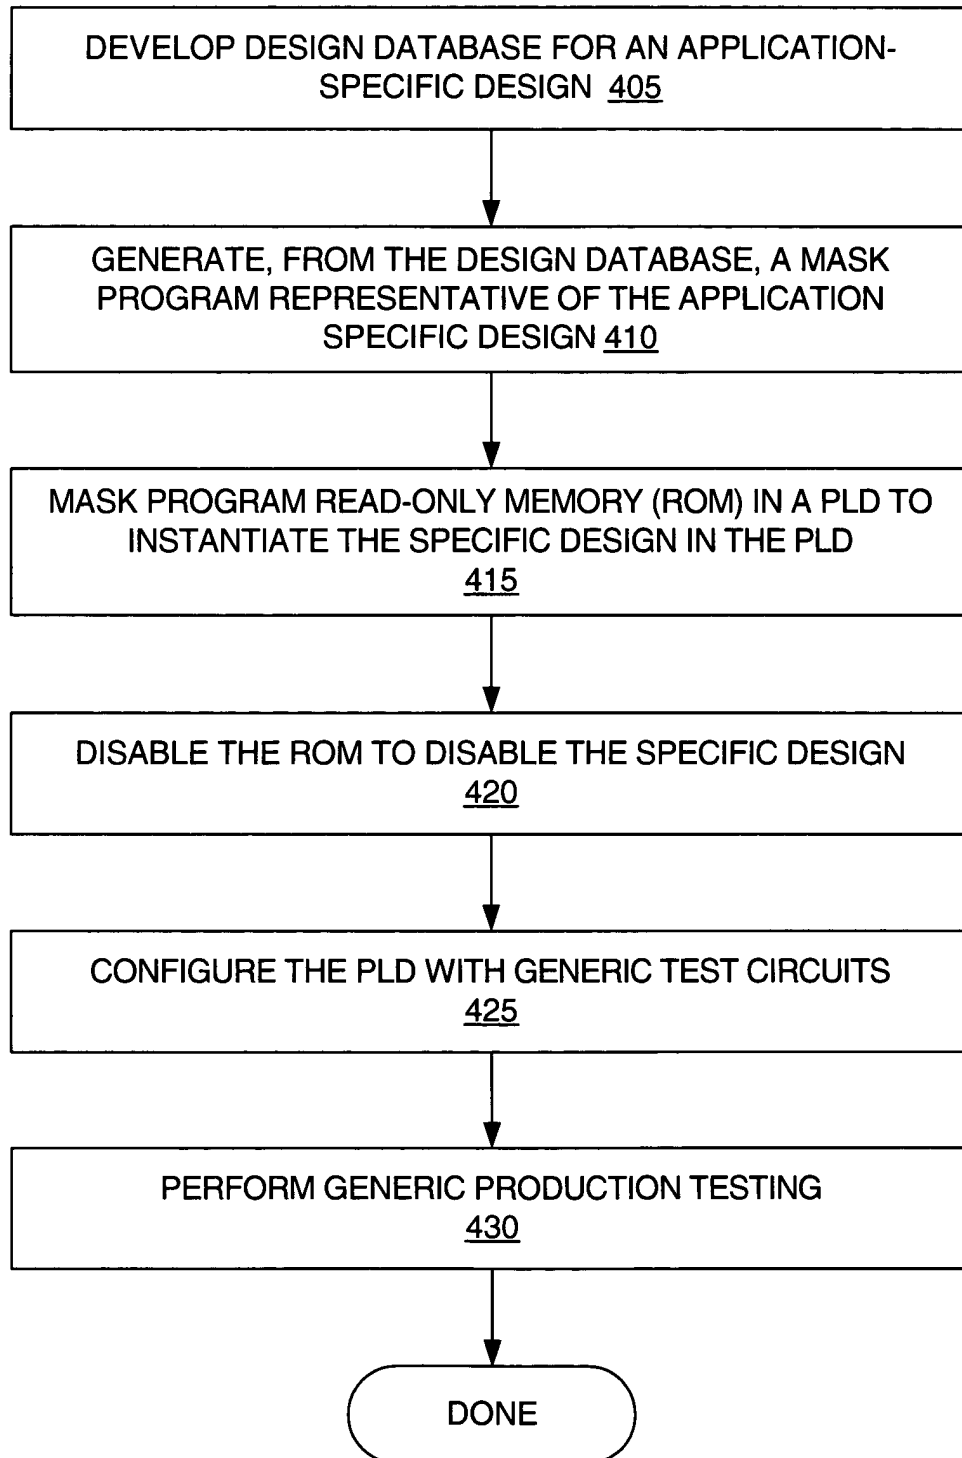 DEVELOP DESIGN DATABASE FOR AN APPLICATION-
SPECIFIC DESIGN 405
GENERATE, FROM THE DESIGN DATABASE, A MASK
PROGRAM REPRESENTATIVE OF THE APPLICATION
SPECIFIC DESIGN 410
MASK PROGRAM READ-ONLY MEMORY (ROM) IN A PLD TO
INSTANTIATE THE SPECIFIC DESIGN IN THE PLD
415
DISABLE THE ROM TO DISABLE THE SPECIFIC DESIGN
420
CONFIGURE THE PLD WITH GENERIC TEST CIRCUITS
425
PERFORM GENERIC PRODUCTION TESTING
430
DONE